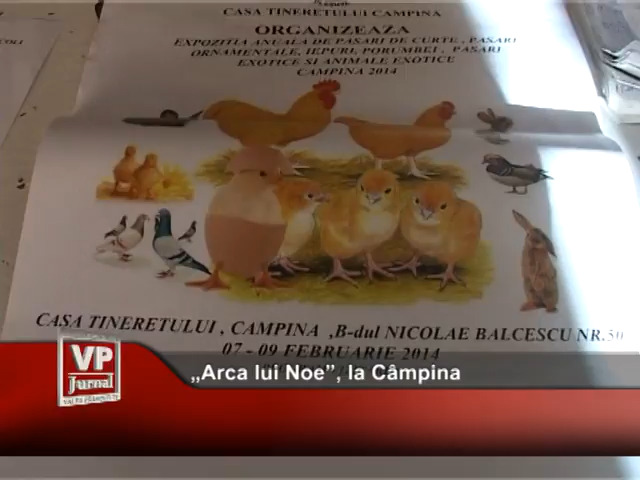 CASA TINERETULUI CAMPINA
ORGANIZEAZA
EXPOZITIA ANUALA DE PASARI DE CURTE , PASARI
ORNAMENTALE, IEPURI, PORUMBEI , PASARI
EXOTICE SI ANIMALE EXOTICE
CAMPINA 2014
CASA TINERETULUI , CAMPINA ,B-dul NICOLAE BALCESCU NR.50
07 - 09 FEBRUARIE 2014
VP
Jurnal
„Arca lui Noe”, la Câmpina